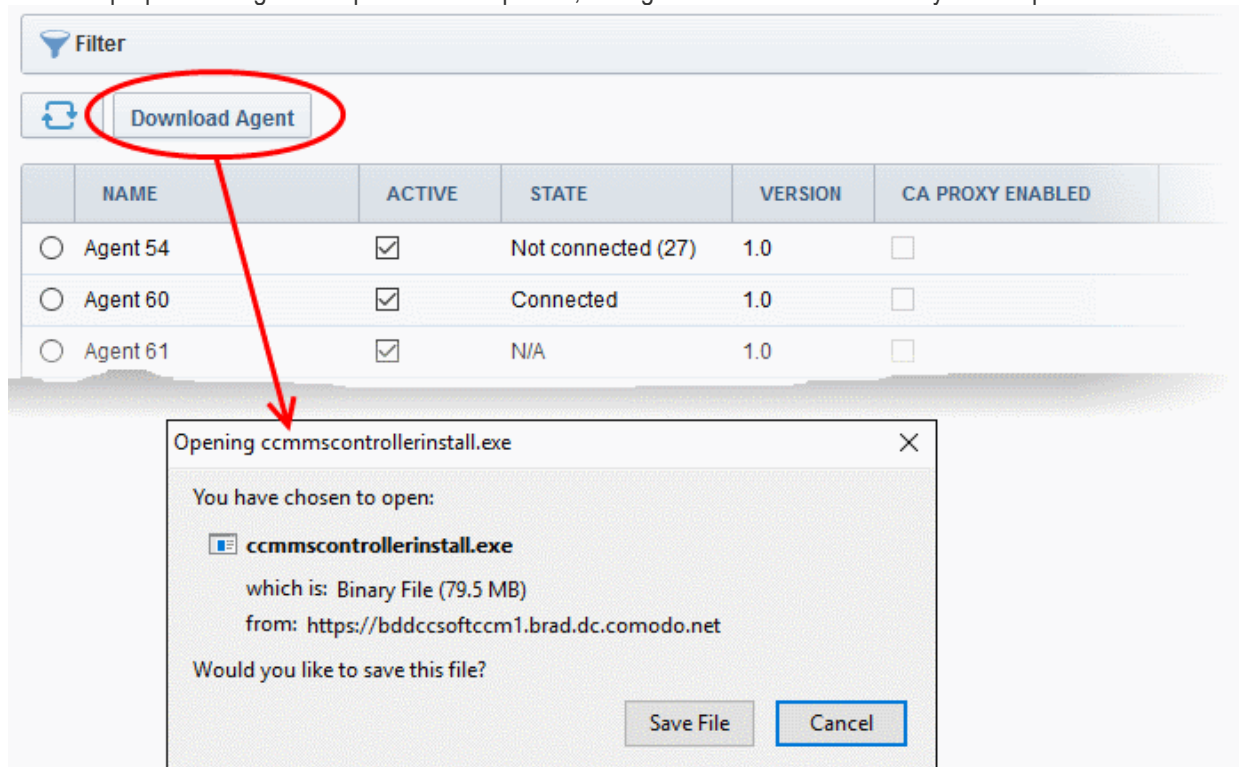 Filter
Download Agent
NAME ACTIVE STATE VERSION CA PROXY ENABLED
Agent 54 Not connected (27) 1.0
Agent 60 Connected 1.0
Agent 61 N/A 1.0
Opening ccmmscontrollerinstall.exe
You have chosen to open:
ccmmscontrollerinstall.exe
which is: Binary File (79.5 MB)
from: https://bddccsoftccm1.brad.dc.comodo.net
Would you like to save this file?
Save File Cancel